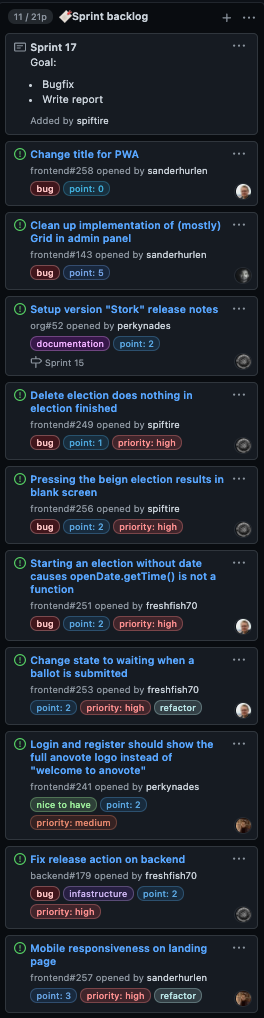 11 / 21p Sprint backlog
Sprint 17
Goal:
Bugfix
Write report
Added by spiftire
Change title for PWA
frontend#258 opened by sanderhurlen
bug point: 0
Clean up implementation of (mostly)
Grid in admin panel
frontend#143 opened by sanderhurlen
bug point: 5
Setup version "Stork" release notes
org#52 opened by perkynades
documentation point: 2
Sprint 15
Delete election does nothing in
election finished
frontend#249 opened by spiftire
bug point: 1 priority: high
Pressing the beign election results in
blank screen
frontend#256 opened by spiftire
bug point: 2 priority: high
Starting an election without date
causes openDate.getTime() is not a
function
frontend#251 opened by freshfish70
bug point: 2 priority: high
Change state to waiting when a
ballot is submitted
frontend#253 opened by freshfish70
point: 2 priority: high refactor
Login and register should show the
full anovote logo instead of
"welcome to anovote"
frontend#241 opened by perkynades
nice to have point: 2
priority: medium
Fix release action on backend
backend#179 opened by freshfish70
bug infastructure point: 2
priority: high
Mobile responsiveness on landing
page
frontend#257 opened by sanderhurlen
point: 3 priority: high refactor